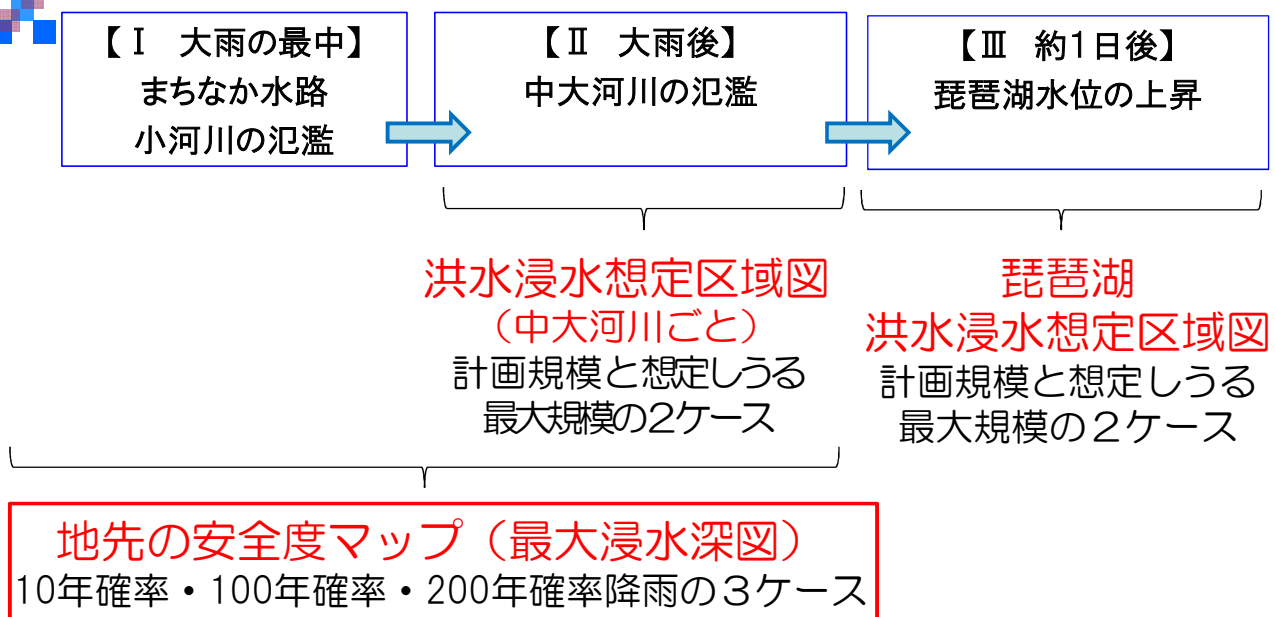 【Ⅰ 大雨の最中】
まちなか水路
小河川の氾濫
【Ⅱ 大雨後】
中大河川の氾濫
【Ⅲ 約1日後】
琵琶湖水位の上昇
洪水浸水想定区域図
（中大河川ごと）
計画規模と想定しうる
最大規模の2ケース
琵琶湖
洪水浸水想定区域図
計画規模と想定しうる
最大規模の２ケース
地先の安全度マップ（最大浸水深図）
10年確率・100年確率・200年確率降雨の３ケース